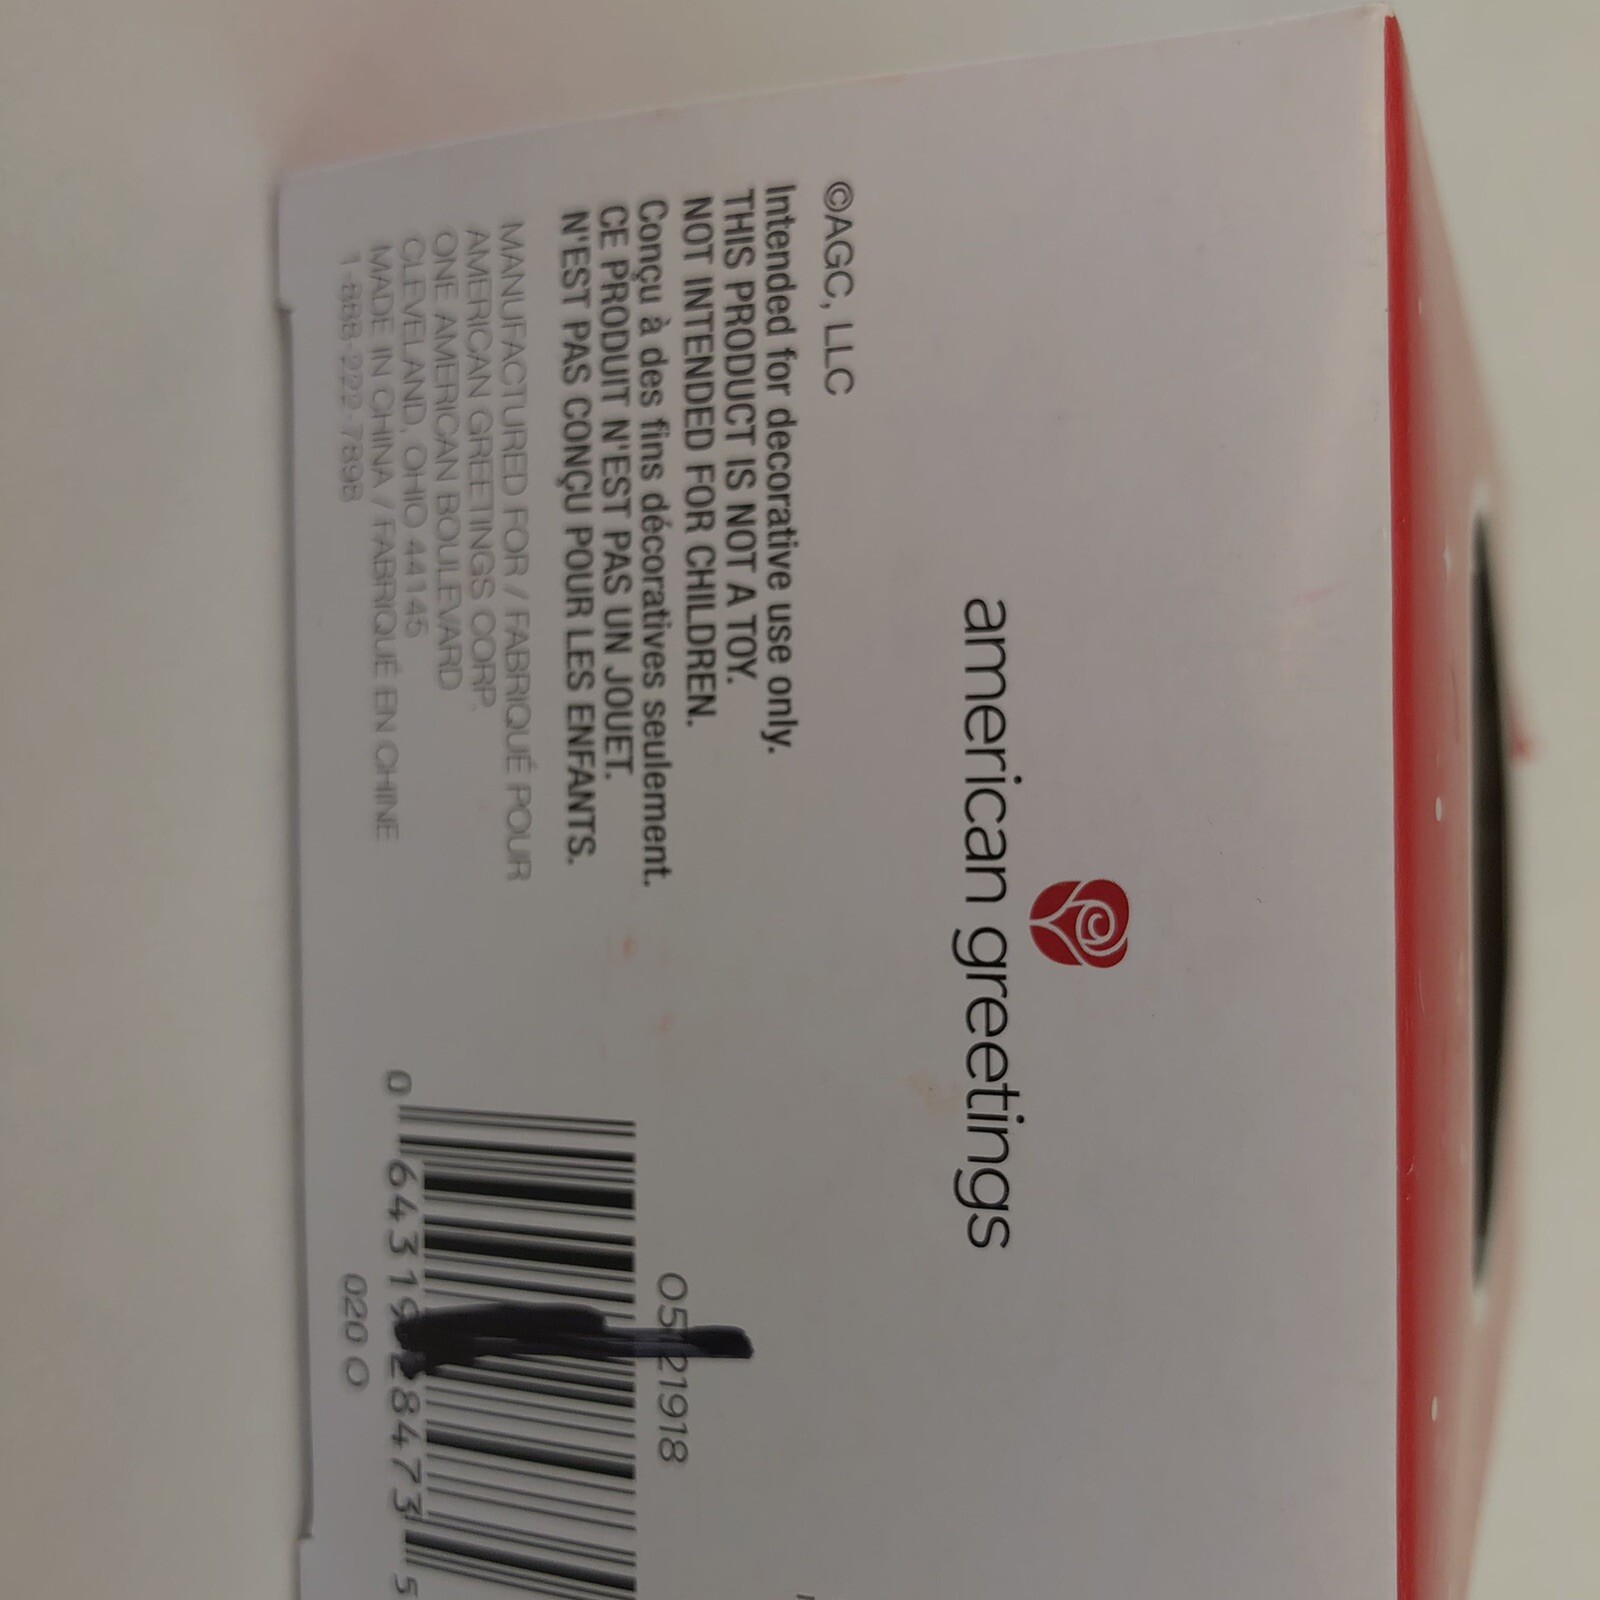 american greetings
©AGC, LLC
Intended for decorative use only.
THIS PRODUCT IS NOT A TOY.
NOT INTENDED FOR CHILDREN.
Conçu à des fins décoratives seulement.
CE PRODUIT N'EST PAS UN JOUET.
N'EST PAS CONÇU POUR LES ENFANTS.
MANUFACTURED FOR / FABRIQUÉ POUR
AMERICAN GREETINGS CORP.
ONE AMERICAN BOULEVARD
CLEVELAND, OHIO 44145
MADE IN CHINA / FABRIQUÉ EN CHINE
1-888-222-7898
0 64319 28473 5
020 O